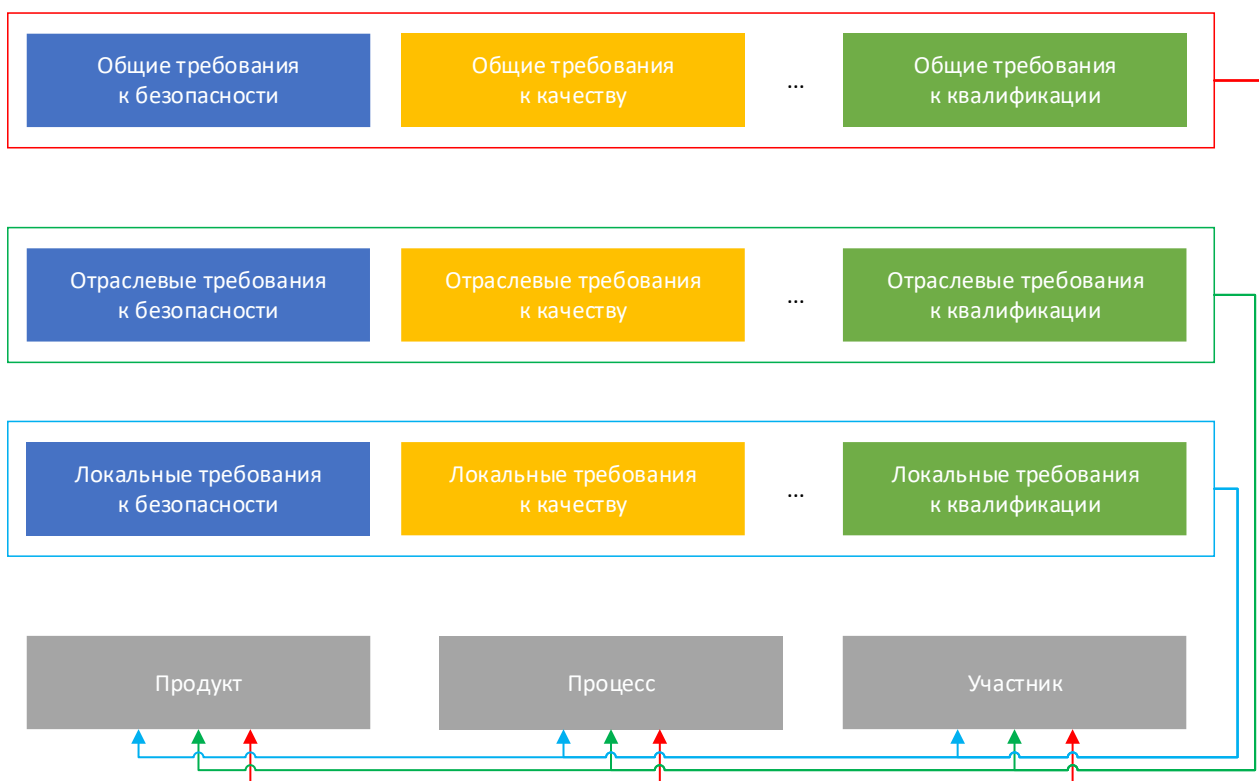 Общие требования
к безопасности
Общие требования
к качеству
...
Общие требования
к квалификации
Отраслевые требования
к безопасности
Отраслевые требования
к качеству
...
Отраслевые требования
к квалификации
Локальные требования
к безопасности
Локальные требования
к качеству
...
Локальные требования
к квалификации
Продукт
Процесс
Участник